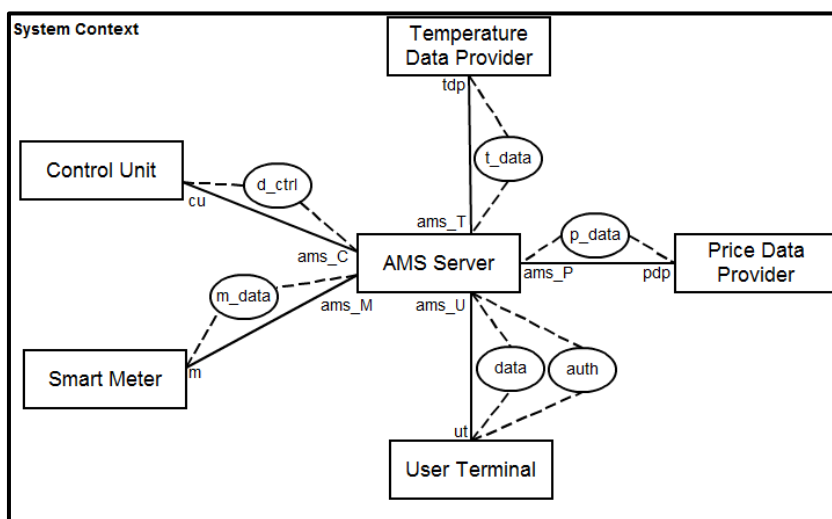 System Context
Temperature
Data Provider
tdp
t_data
Control Unit
cu
d_ctrl
ams_T
p_data
ams_C
AMS Server
ams_P
pdp
Price Data
Provider
m_data
ams_M
ams_U
m
Smart Meter
data
auth
ut
User Terminal